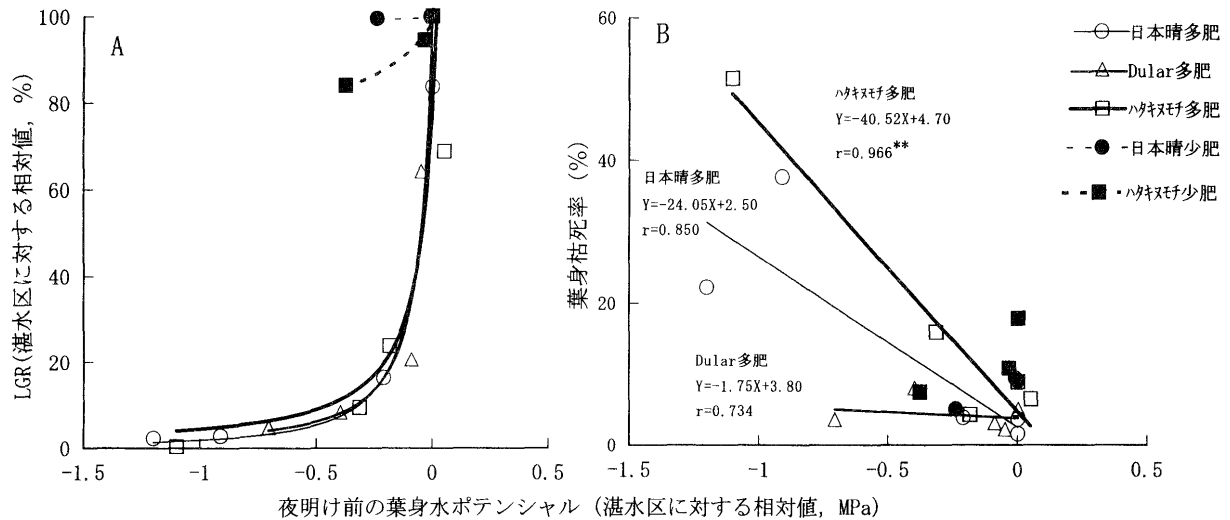 A
LGR(湛水区に対する相対値, %)
100
80
60
40
20
0
-1.5
-1
-0.5
0
0.5
B
葉身枯死率 (%)
60
40
20
0
-1.5
-1
-0.5
0
0.5
ハタキヌモチ多肥
Y=-40.52X+4.70
r=0.966**
日本晴多肥
Y=-24.05X+2.50
r=0.850
Dular多肥
Y=-1.75X+3.80
r=0.734
日本晴多肥
Dular多肥
ハタキヌモチ多肥
日本晴少肥
ハタキヌモチ少肥
夜明け前の葉身水ポテンシャル (湛水区に対する相対値, MPa)